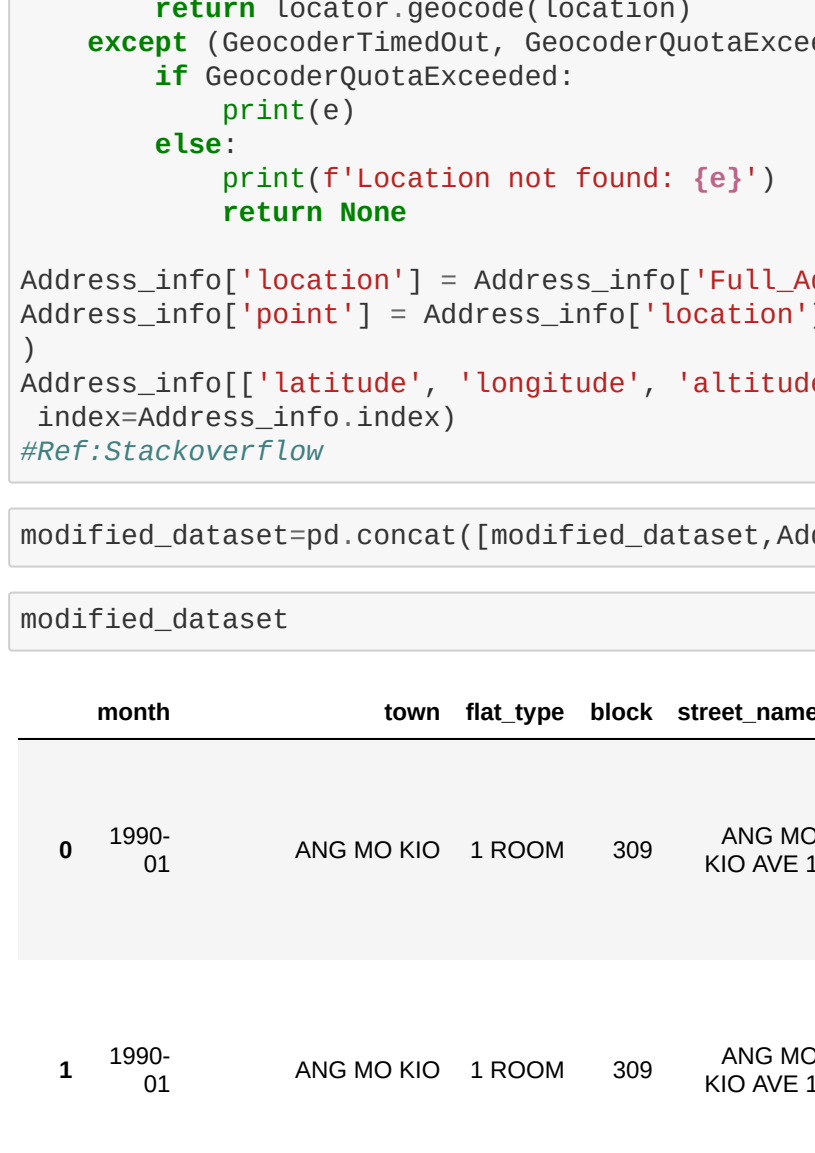 return locator.geocode(location)
    except (GeocoderTimedOut, GeocoderQuotaExcee
        if GeocoderQuotaExceeded:
            print(e)
        else:
            print(f'Location not found: {e}')
            return None
Address_info['location'] = Address_info['Full_Ad
Address_info['point'] = Address_info['location']
)
Address_info[['latitude', 'longitude', 'altitude
 index=Address_info.index)
#Ref:Stackoverflow
modified_dataset=pd.concat([modified_dataset,Add
modified_dataset
month town flat_type block street_name
0 1990-01 ANG MO KIO 1 ROOM 309 ANG MO KIO AVE 1
1 1990-01 ANG MO KIO 1 ROOM 309 ANG MO KIO AVE 1